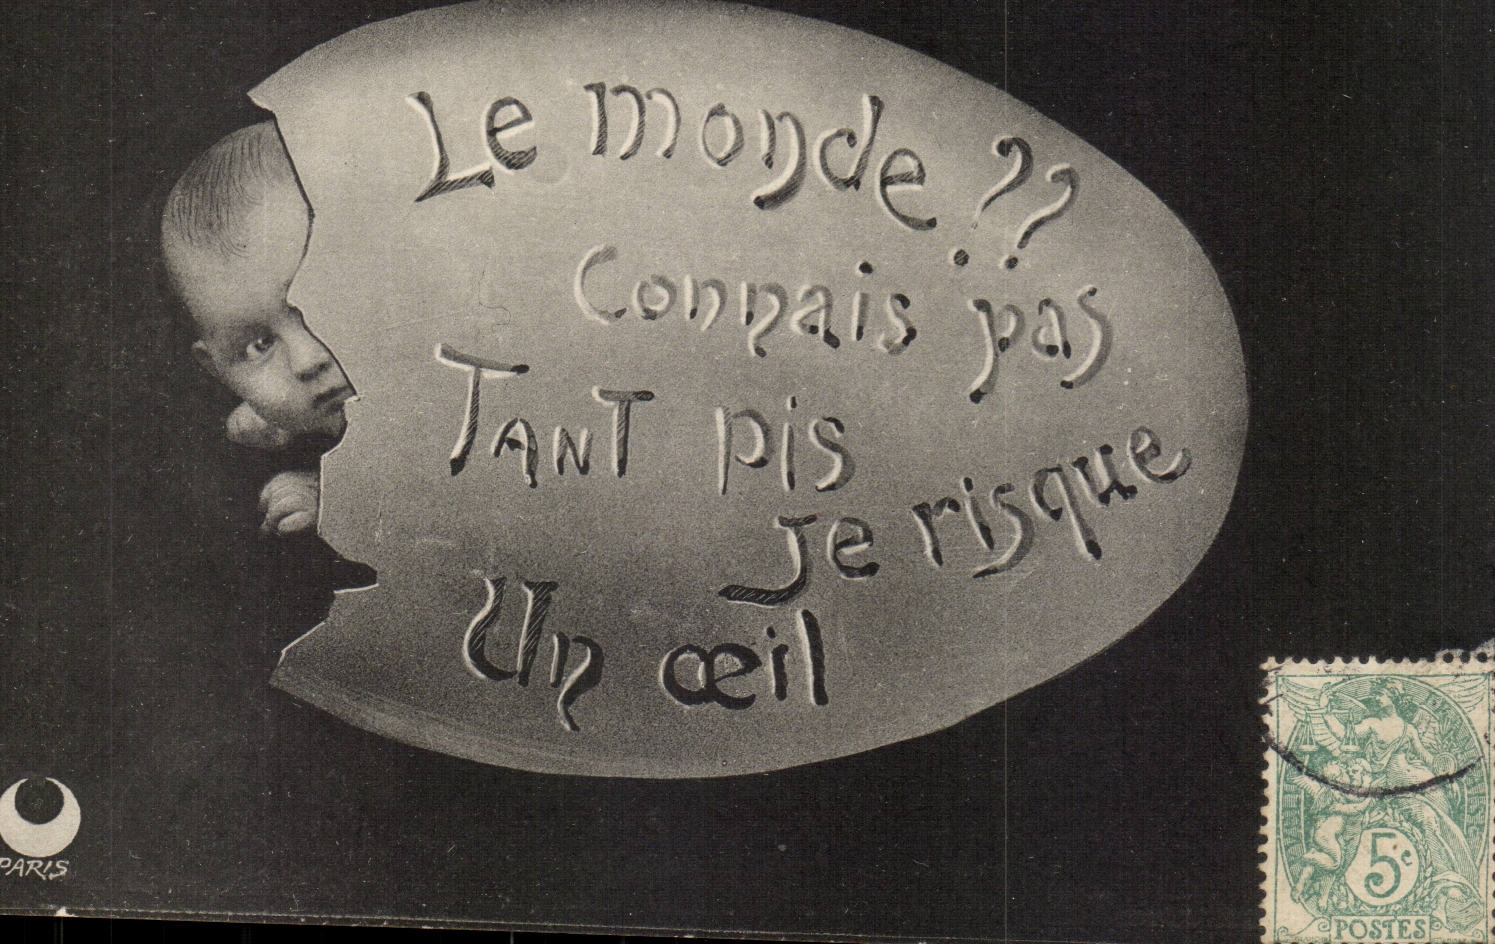 Le monde ??
Connais pas
TANT pis
Je risque
Un œil
PARIS
5c
POSTES